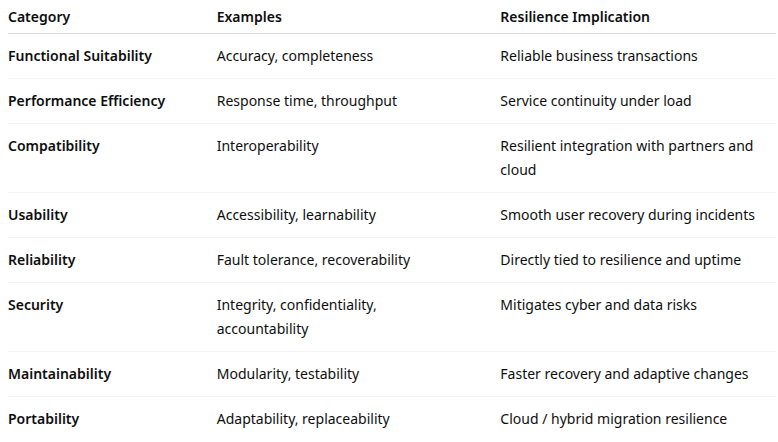 Category Examples Resilience Implication
Functional Suitability Accuracy, completeness Reliable business transactions
Performance Efficiency Response time, throughput Service continuity under load
Compatibility Interoperability Resilient integration with partners and
cloud
Usability Accessibility, learnability Smooth user recovery during incidents
Reliability Fault tolerance, recoverability Directly tied to resilience and uptime
Security Integrity, confidentiality, Mitigates cyber and data risks
accountability
Maintainability Modularity, testability Faster recovery and adaptive changes
Portability Adaptability, replaceability Cloud / hybrid migration resilience